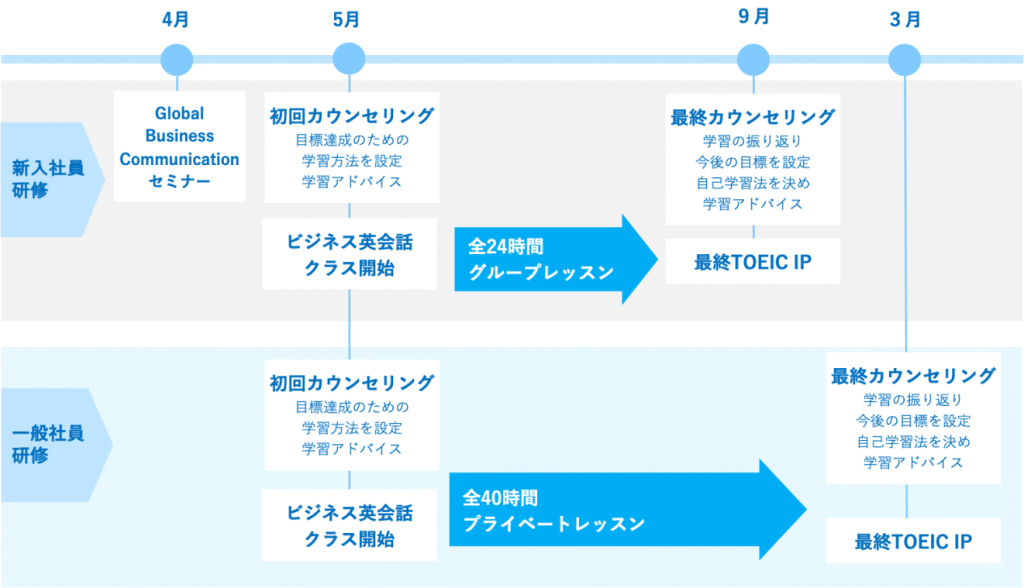 4月
5月
9月
3月
新入社員
研修
Global
Business
Communication
セミナー
初回カウンセリング
目標達成のための
学習方法を設定
学習アドバイス
ビジネス英会話
クラス開始
全24時間
グループレッスン
最終カウンセリング
学習の振り返り
今後の目標を設定
自己学習法を決め
学習アドバイス
最終TOEIC IP
一般社員
研修
初回カウンセリング
目標達成のための
学習方法を設定
学習アドバイス
ビジネス英会話
クラス開始
全40時間
プライベートレッスン
最終カウンセリング
学習の振り返り
今後の目標を設定
自己学習法を決め
学習アドバイス
最終TOEIC IP